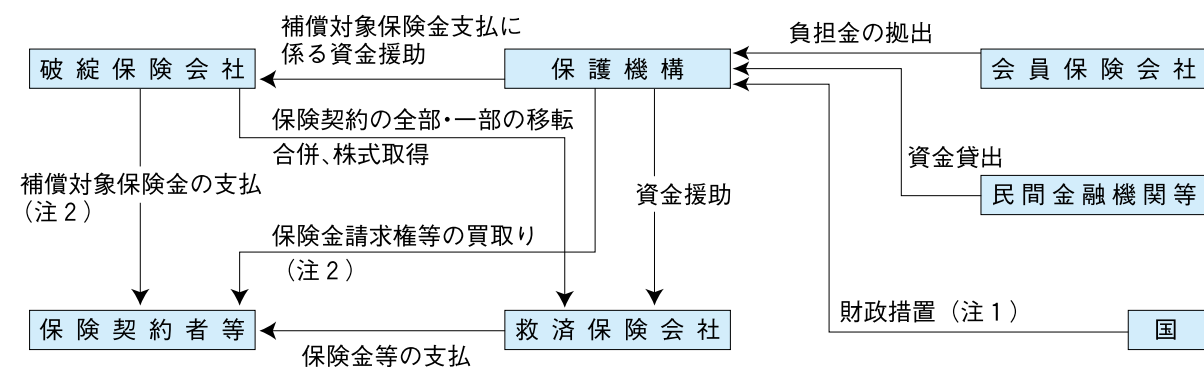 補償対象保険金支払に
係る資金援助
負担金の拠出
破綻保険会社
保護機構
会員保険会社
保険契約の全部･一部の移転
合併､株式取得
資金貸出
補償対象保険金の支払
（注２）
資金援助
民間金融機関等
保険金請求権等の買取り
（注２）
財政措置（注１）
保険契約者等
救済保険会社
国
保険金等の支払